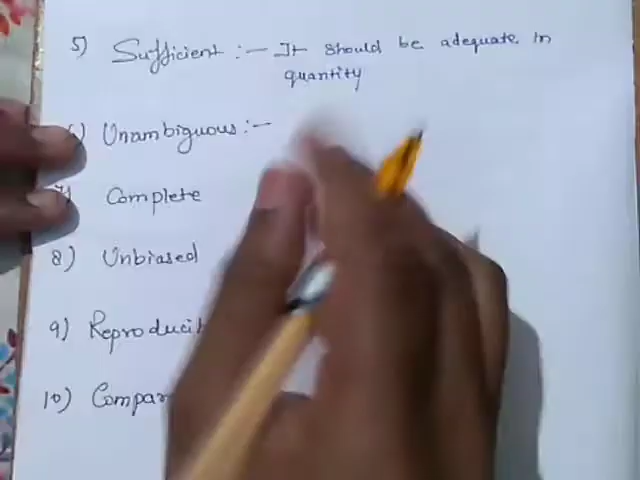 5) Sufficient :- It should be adequate in
quantity
Unambiguous :-
Complete
8) Unbiased
9)
10)